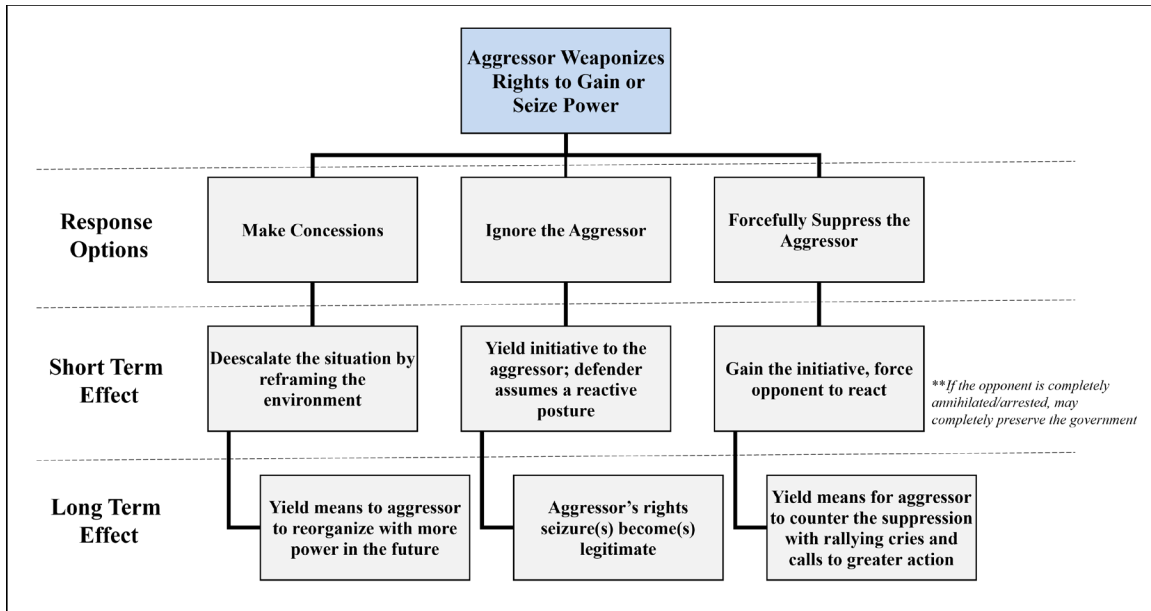 Aggressor Weaponizes
Rights to Gain or
Seize Power
Response
Options
Make Concessions
Ignore the Aggressor
Forcefully Suppress the
Aggressor
Short Term
Effect
Deescalate the situation by
reframing the
environment
Yield initiative to the
aggressor; defender
assumes a reactive
posture
Gain the initiative, force
opponent to react
**If the opponent is completely
annihilated/arrested, may
completely preserve the government
Long Term
Effect
Yield means to aggressor
to reorganize with more
power in the future
Aggressor’s rights
seizure(s) become(s)
legitimate
Yield means for aggressor
to counter the suppression
with rallying cries and
calls to greater action